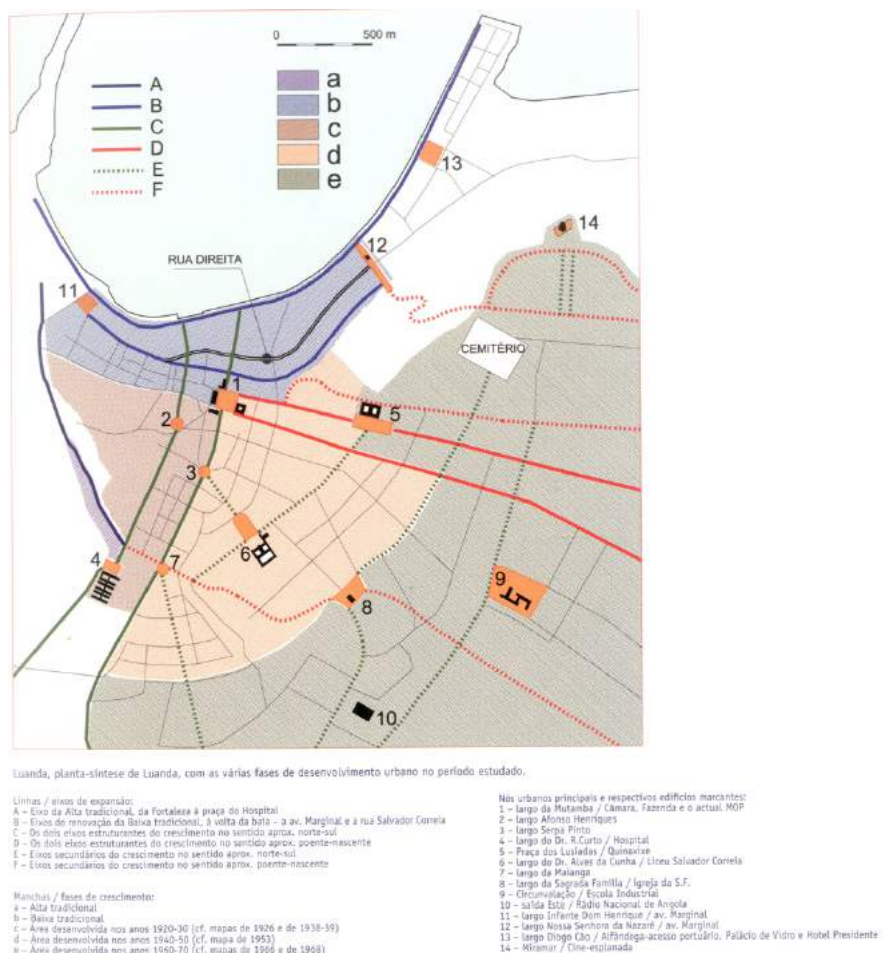 0 500 m
A a
B b
C c
D d
E e
F
13
14
12
RUA DIREITA
11
CEMITÉRIO
1
5
2
3
6
4
7
9
8
10
Luanda, planta-síntese de Luanda, com as várias fases de desenvolvimento urbano no período estudado.
Linhas / eixos de expansão:
A – Eixo da Alta tradicional, da Fortaleza à praça do Hospital
B – Eixos de renovação da Baixa tradicional, à volta da baía – a av. Marginal e a rua Salvador Correia
C – Os dois eixos estruturantes do crescimento no sentido aprox. norte-sul
D – Os dois eixos estruturantes do crescimento no sentido aprox. poente-nascente
E – Eixos secundários do crescimento no sentido aprox. norte-sul
F – Eixos secundários do crescimento no sentido aprox. poente-nascente
Manchas / fases de crescimento:
a – Alta tradicional
b – Baixa tradicional
c – Área desenvolvida nos anos 1920-30 (cf. mapas de 1926 e de 1938-39)
d – Área desenvolvida nos anos 1940-50 (cf. mapa de 1953)
e – Área desenvolvida nos anos 1960-70 (cf. mapas de 1966 e de 1968)
Nós urbanos principais e respectivos edifícios marcantes:
1 – largo da Mutamba / Câmara, Fazenda e o actual MOP
2 – largo Afonso Henriques
3 – largo Serpa Pinto
4 – largo do Dr. R.Curto / Hospital
5 – Praça dos Lusíadas / Quinaxixe
6 – largo do Dr. Alves da Cunha / Liceu Salvador Correia
7 – largo da Maianga
8 – largo da Sagrada Família / Igreja da S.F.
9 – Circunvalação / Escola Industrial
10 – saída Este / Rádio Nacional de Angola
11 – largo Infante Dom Henrique / av. Marginal
12 – largo Nossa Senhora da Nazaré / av. Marginal
13 – largo Diogo Cão / Alfândega-acesso portuário, Palácio de Vidro e Hotel Presidente
14 – Miramar / Cine-esplanada